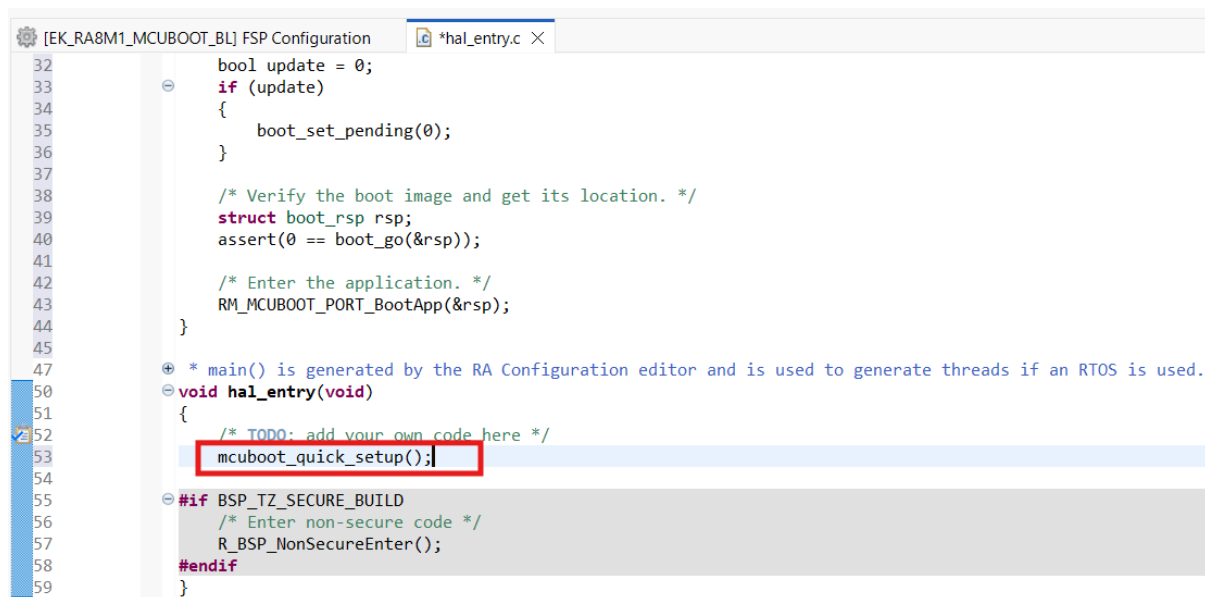 [EK_RA8M1_MCUBOOT_BL] FSP Configuration *hal_entry.c
32 bool update = 0;
33 if (update)
34 {
35 boot_set_pending(0);
36 }
37
38 /* Verify the boot image and get its location. */
39 struct boot_rsp rsp;
40 assert(0 == boot_go(&rsp));
41
42 /* Enter the application. */
43 RM_MCUBOOT_PORT_BootApp(&rsp);
44 }
45
47 * main() is generated by the RA Configuration editor and is used to generate threads if an RTOS is used.
50 void hal_entry(void)
51 {
52 /* TODO: add your own code here */
53 mcuboot_quick_setup();
54
55 #if BSP_TZ_SECURE_BUILD
56 /* Enter non-secure code */
57 R_BSP_NonSecureEnter();
58 #endif
59 }